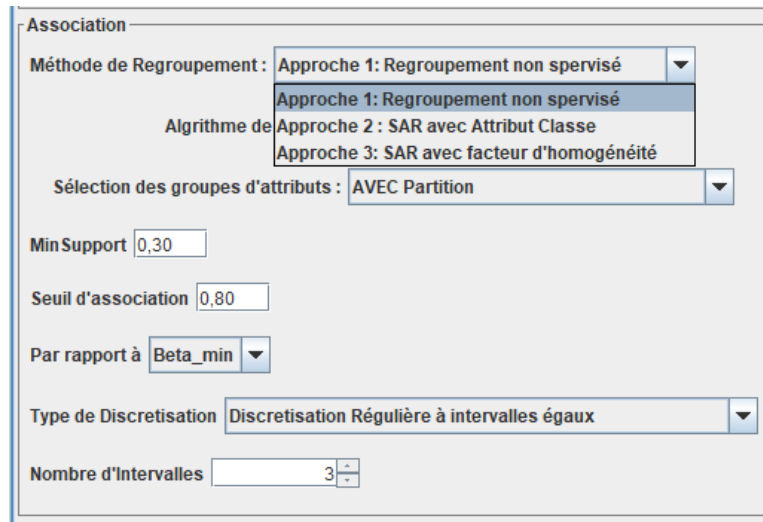 Association
Méthode de Regroupement : Approche 1: Regroupement non spervisé
Approche 1: Regroupement non spervisé
Algrithme de Approche 2 : SAR avec Attribut Classe
Approche 3: SAR avec facteur d'homogénéité
Sélection des groupes d'attributs : AVEC Partition
Min Support 0,30
Seuil d'association 0,80
Par rapport à Beta_min
Type de Discretisation Discretisation Régulière à intervalles égaux
Nombre d'Intervalles 3